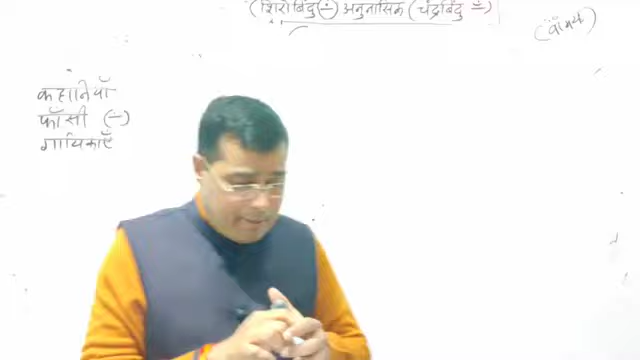 (शिरोबिंदु (ं) अनुनासिक (चंद्रबिंदु ँ)
कहानियाँ
फाँसी (ं)
गायिकाएँ